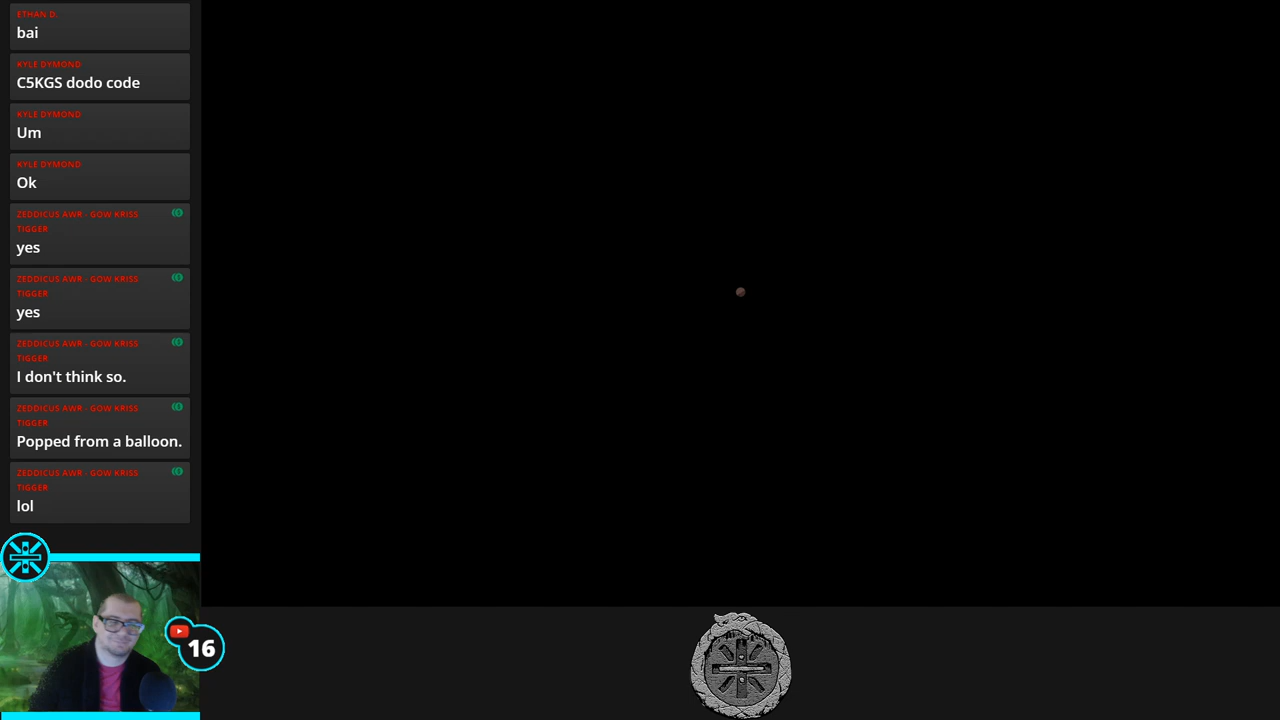 ETHAN D.
bai
KYLE DYMOND
C5KGS dodo code
KYLE DYMOND
Um
KYLE DYMOND
Ok
ZEDDICUS AWR - GOW KRISS
TIGGER
yes
ZEDDICUS AWR - GOW KRISS
TIGGER
yes
ZEDDICUS AWR - GOW KRISS
TIGGER
I don't think so.
ZEDDICUS AWR - GOW KRISS
TIGGER
Popped from a balloon.
ZEDDICUS AWR - GOW KRISS
TIGGER
lol
16